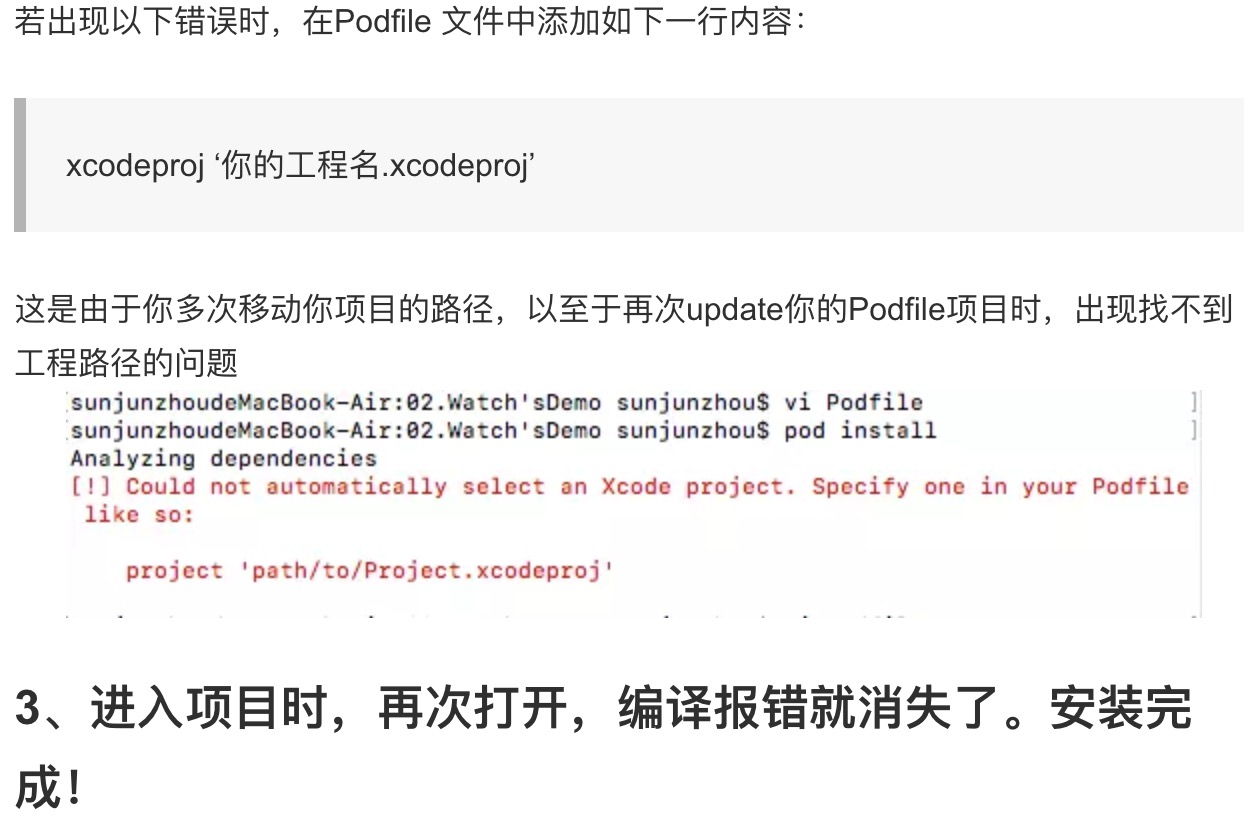 若出现以下错误时，在Podfile 文件中添加如下一行内容：
xcodeproj ‘你的工程名.xcodeproj’
这是由于你多次移动你项目的路径，以至于再次update你的Podfile项目时，出现找不到
工程路径的问题
[sunjunzhoudeMacBook-Air:02.Watch'sDemo sunjunzhou$ vi Podfile ]
[sunjunzhoudeMacBook-Air:02.Watch'sDemo sunjunzhou$ pod install ]
Analyzing dependencies
[!] Could not automatically select an Xcode project. Specify one in your Podfile
like so:
project 'path/to/Project.xcodeproj'
3、进入项目时，再次打开，编译报错就消失了。安装完
成！